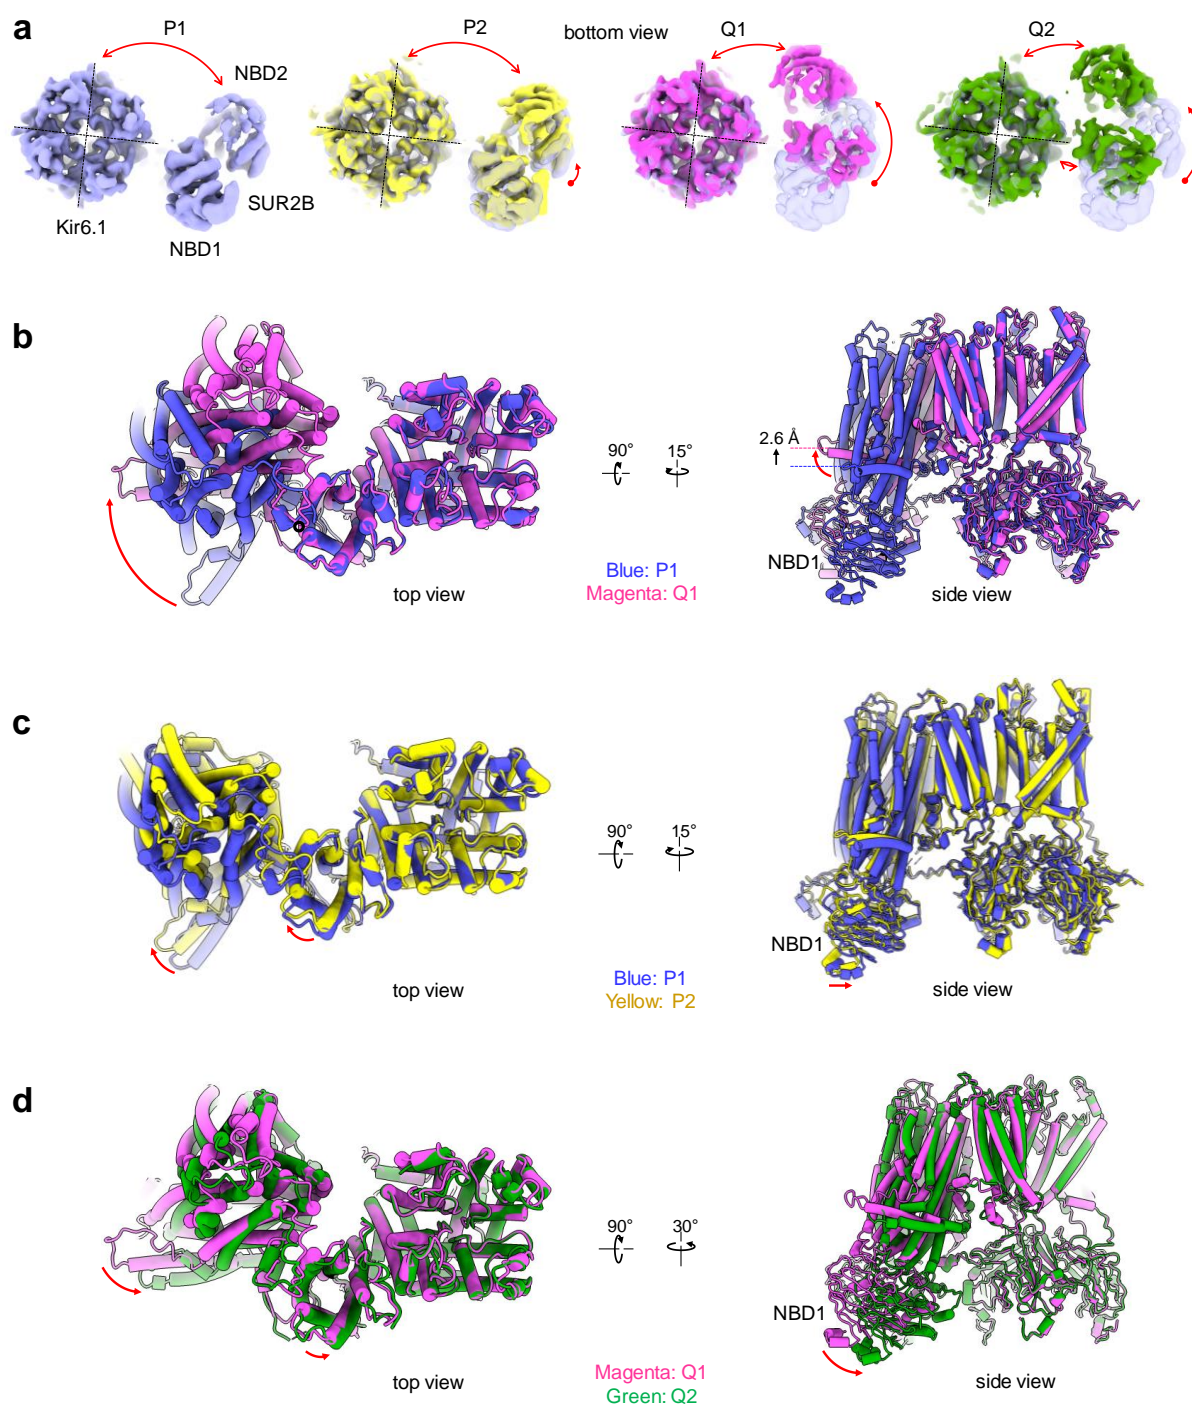 a
P1
P2
bottom view
Q1
Q2
NBD2
SUR2B
Kir6.1
NBD1
b
2.6 Å
90°
15°
NBD1
Blue: P1
Magenta: Q1
top view
side view
c
90°
15°
NBD1
Blue: P1
Yellow: P2
top view
side view
d
90°
30°
NBD1
Magenta: Q1
Green: Q2
top view
side view